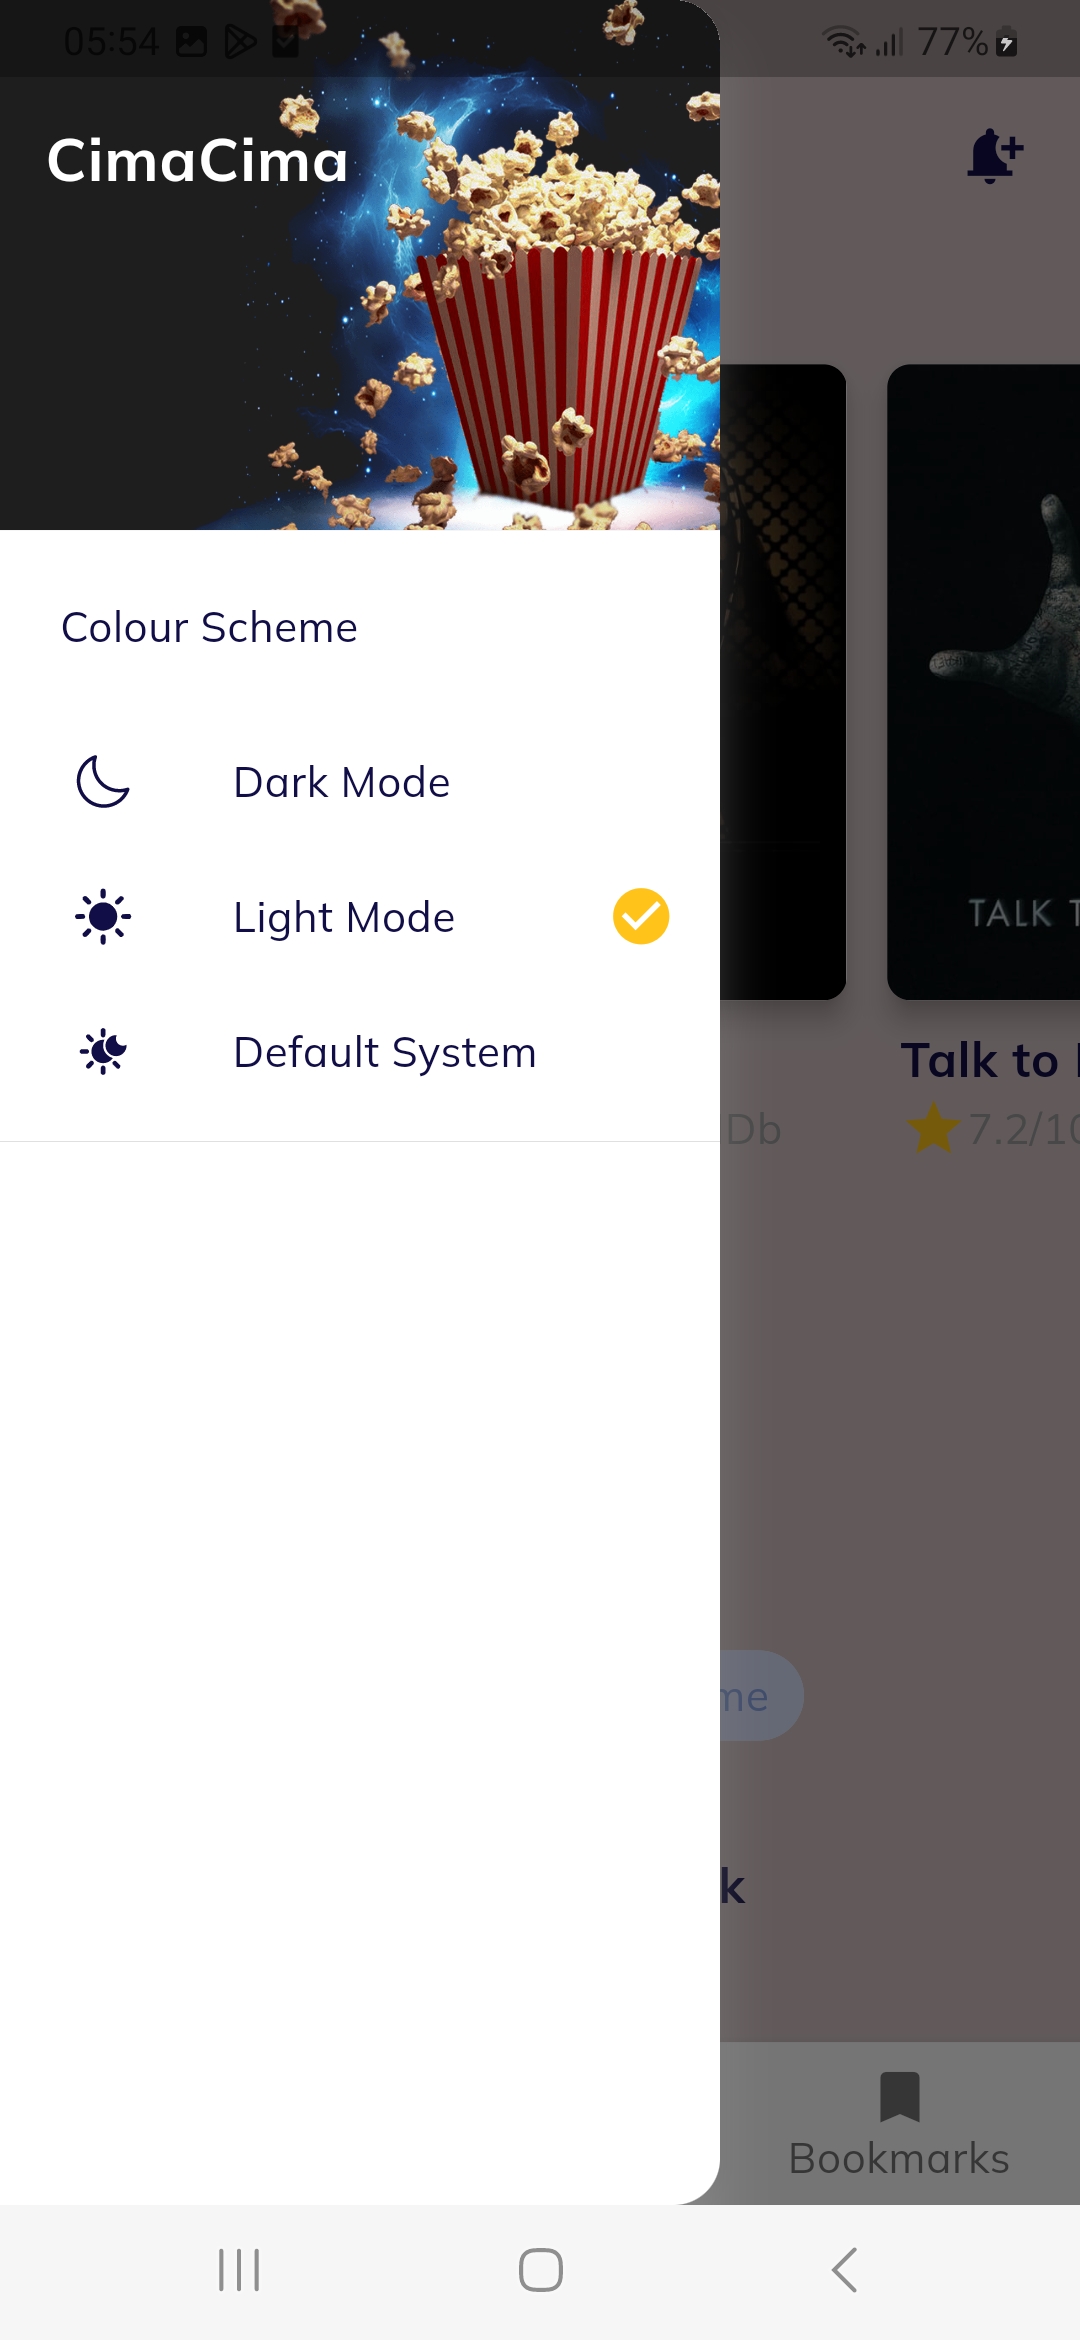 05:54
77%
CimaCima
Colour Scheme
Dark Mode
Light Mode
Default System
TALK T
Talk to
Db
7.2/10
me
k
Bookmarks